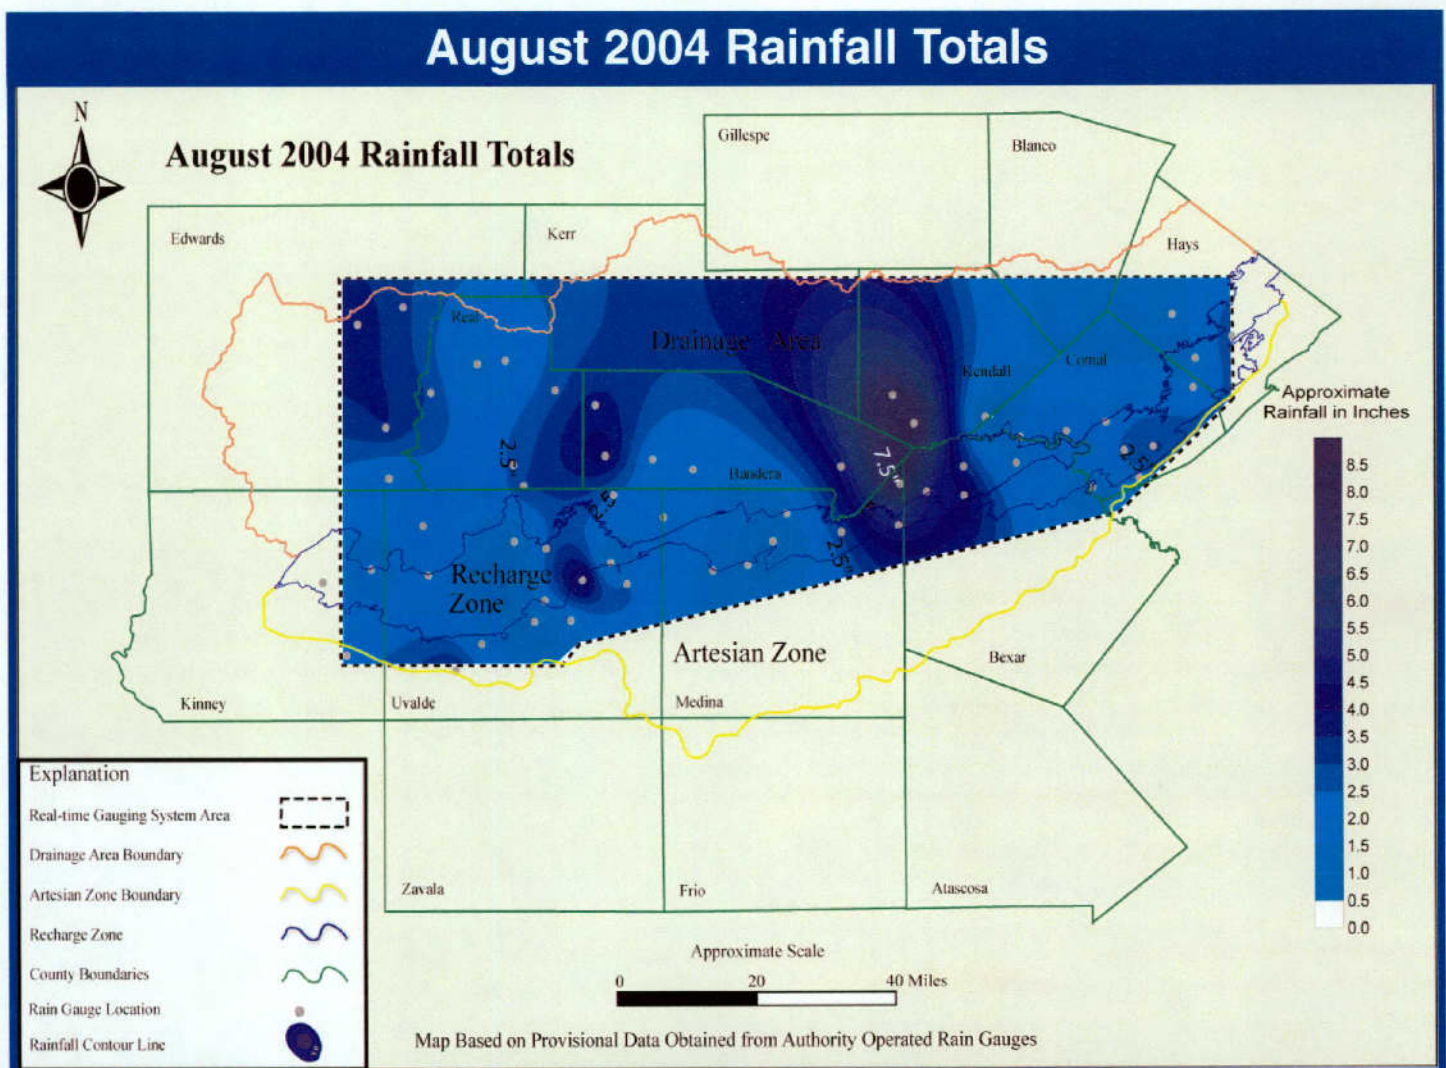 August 2004 Rainfall Totals
N
August 2004 Rainfall Totals
Gillespe
Blanco
Edwards
Kerr
Hays
Real
Drainage Area
Kendall
Comal
Approximate
Rainfall in Inches
8.5
8.0
7.5
7.0
6.5
6.0
5.5
5.0
4.5
4.0
3.5
3.0
2.5
2.0
1.5
1.0
0.5
0.0
2.5"
7.5"
2.5"
Bandera
2.5
2.5"
Recharge
Zone
Artesian Zone
Bexar
Kinney
Uvalde
Medina
Zavala
Frio
Atascosa
Explanation
Real-time Gauging System Area
Drainage Area Boundary
Artesian Zone Boundary
Recharge Zone
County Boundaries
Rain Gauge Location
Rainfall Contour Line
Approximate Scale
0 20 40 Miles
Map Based on Provisional Data Obtained from Authority Operated Rain Gauges